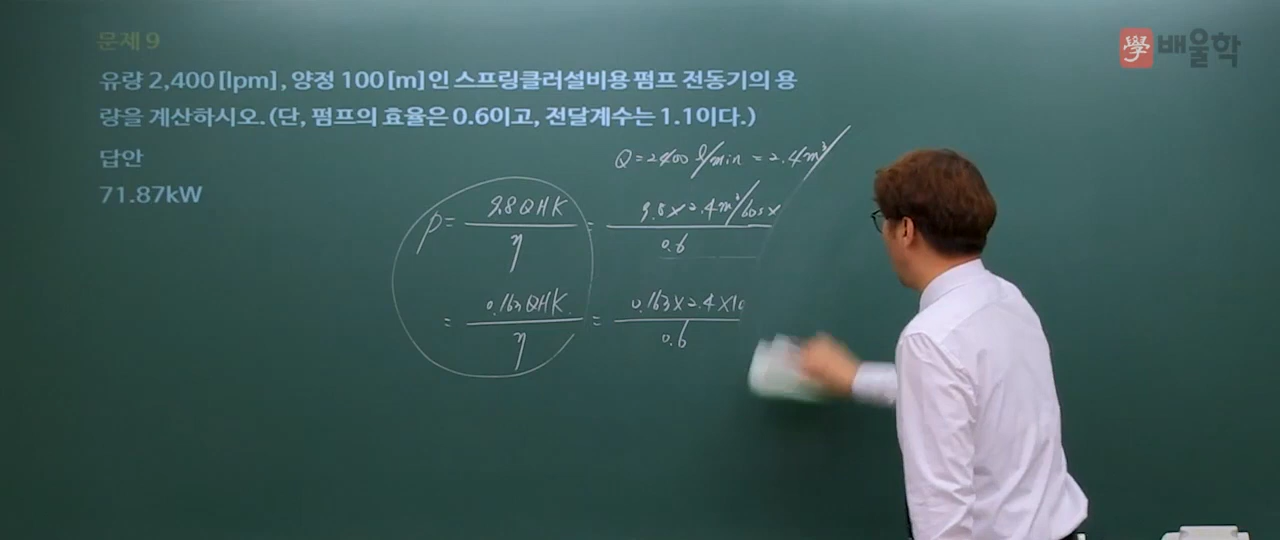 문제 9
學 배울학
유량 2,400[lpm], 양정 100[m]인 스프링클러설비용 펌프 전동기의 용
량을 계산하시오.(단, 펌프의 효율은 0.6이고, 전달계수는 1.1이다.)
답안
71.87kW
Q = 2400 l/min = 2.4m³/
P = 9.8QHK/η = 9.8×2.4m³/60s×/0.6
= 0.163QHK/η = 0.163×2.4×10/0.6